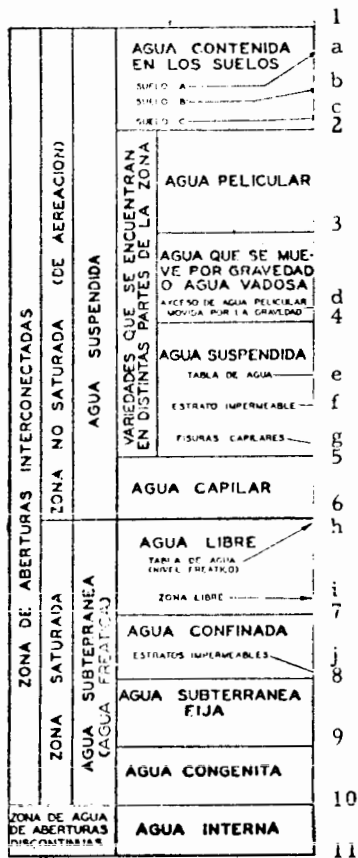 1
AGUA CONTENIDA
EN LOS SUELOS
a
SUELO A
b
SUELO B
c
SUELO C
2
AGUA PELICULAR
3
AGUA QUE SE MUE-
VE POR GRAVEDAD
O AGUA VADOSA
d
EXCESO DE AGUA PELICULAR
MOVIDA POR LA GRAVEDAD
4
AGUA SUSPENDIDA
TABLA DE AGUA
e
ESTRATO IMPERMEABLE
f
FISURAS CAPILARES
g
5
VARIEDADES QUE SE ENCUENTRAN
EN DISTINTAS PARTES DE LA ZONA
AGUA CAPILAR
6
AGUA SUSPENDIDA
ZONA NO SATURADA (DE AEREACION)
h
AGUA LIBRE
TABLA DE AGUA
(NIVEL FREATICO)
ZONA LIBRE
i
7
AGUA CONFINADA
ESTRATOS IMPERMEABLES
j
8
AGUA SUBTERRANEA
FIJA
9
AGUA CONGENITA
10
AGUA SUBTERRANEA
(AGUA FREATICA)
ZONA SATURADA
ZONA DE ABERTURAS INTERCONECTADAS
ZONA DE AGUA
DE ABERTURAS
DISCONTINUAS
AGUA INTERNA
11